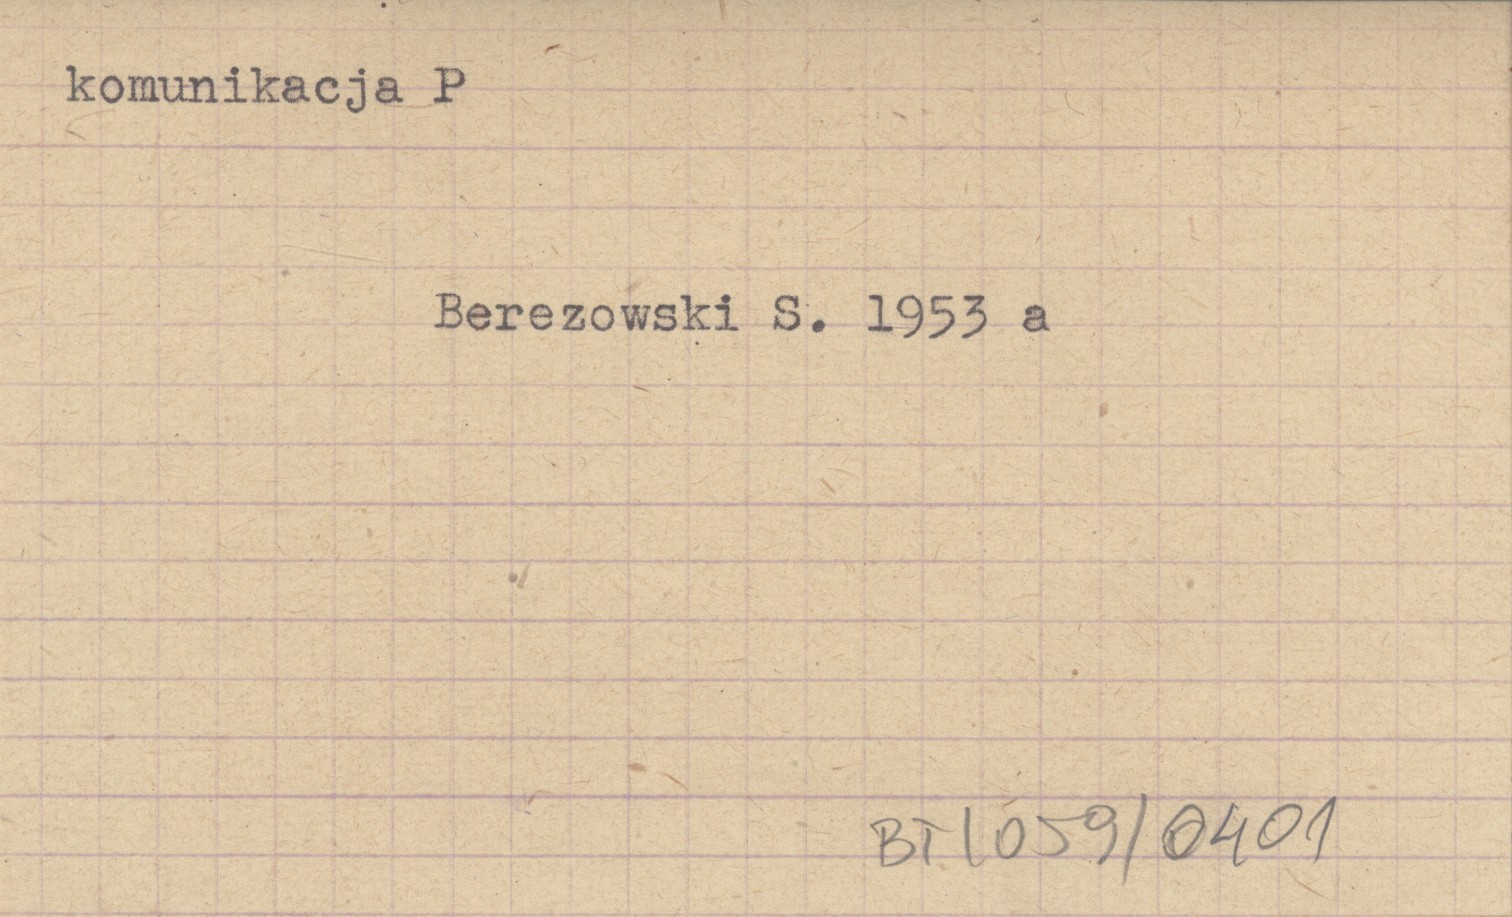 komunikacja P
Berezowski S. 1953 a
BT/059/0401